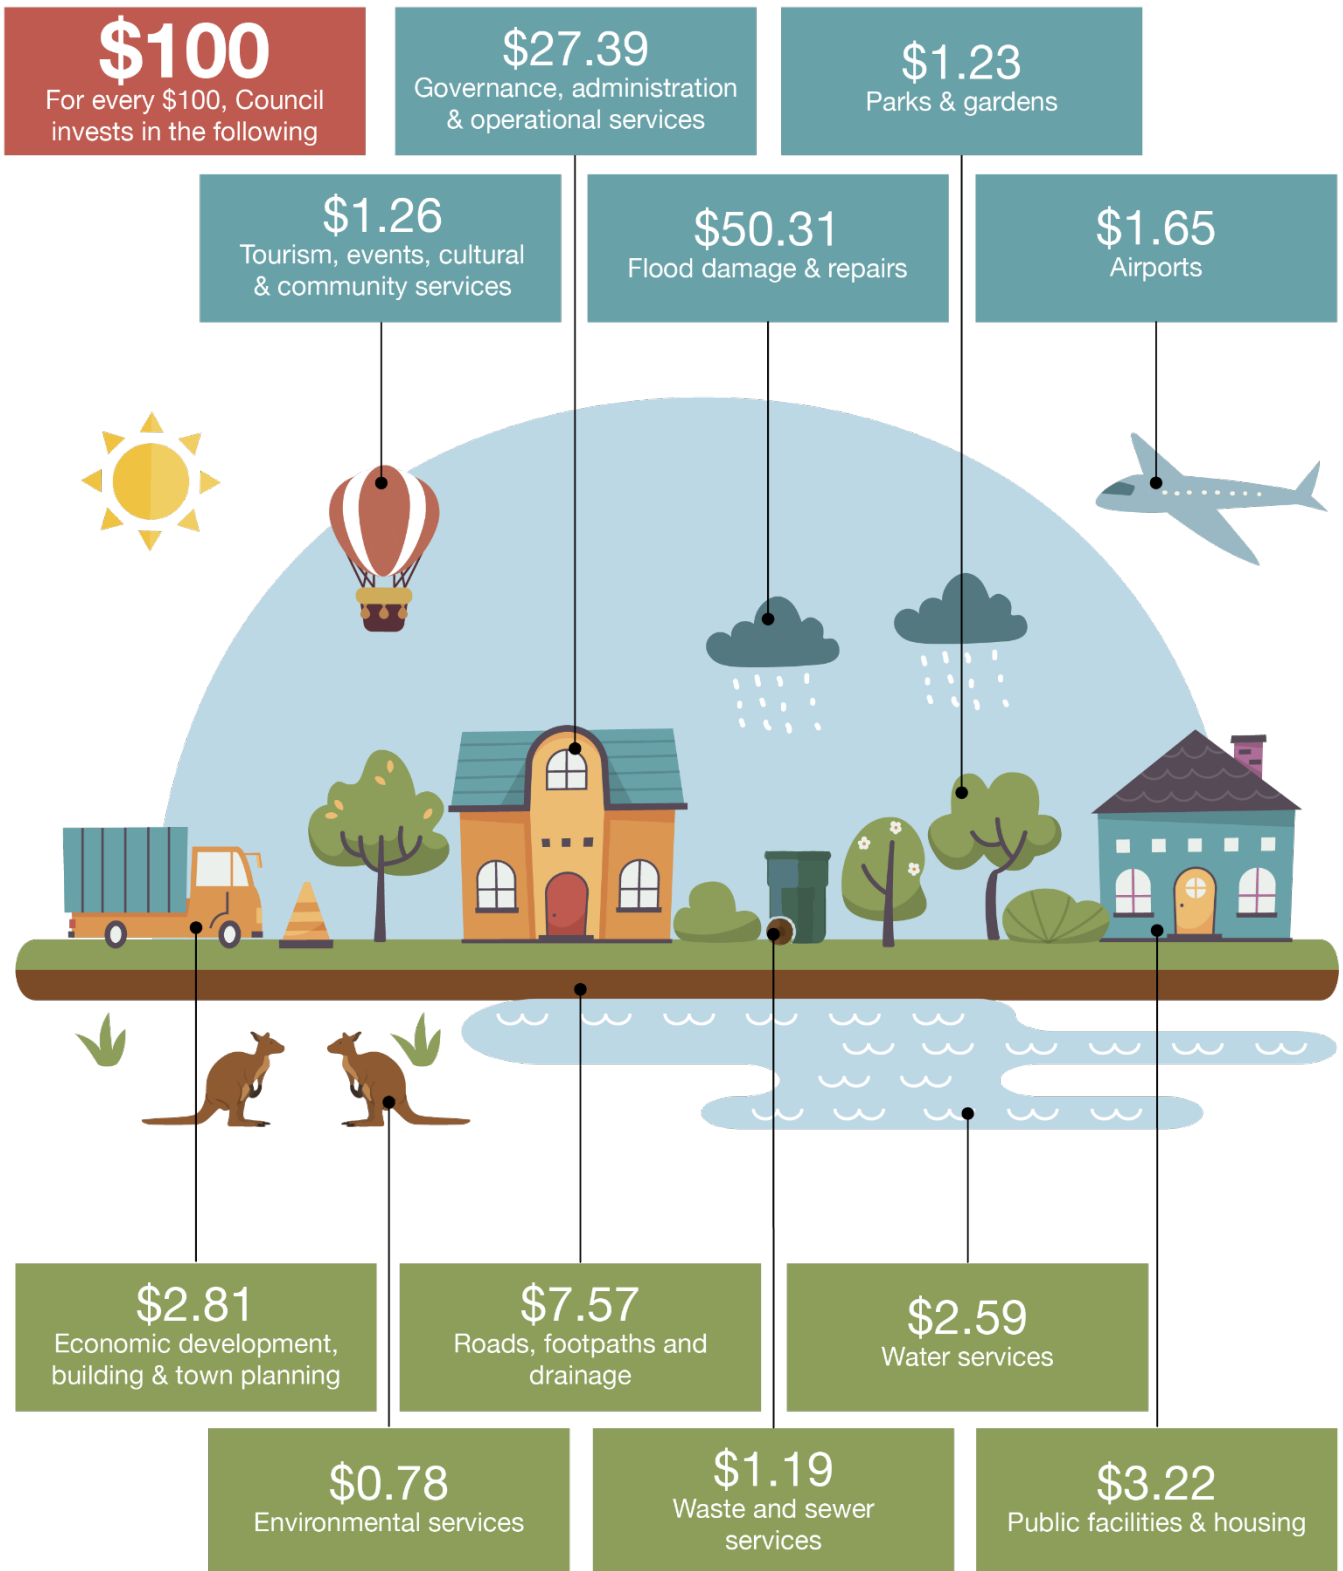 $100
For every $100, Council
invests in the following
$27.39
Governance, administration
& operational services
$1.23
Parks & gardens
$1.26
Tourism, events, cultural
& community services
$50.31
Flood damage & repairs
$1.65
Airports
$2.81
Economic development,
building & town planning
$7.57
Roads, footpaths and
drainage
$2.59
Water services
$0.78
Environmental services
$1.19
Waste and sewer
services
$3.22
Public facilities & housing